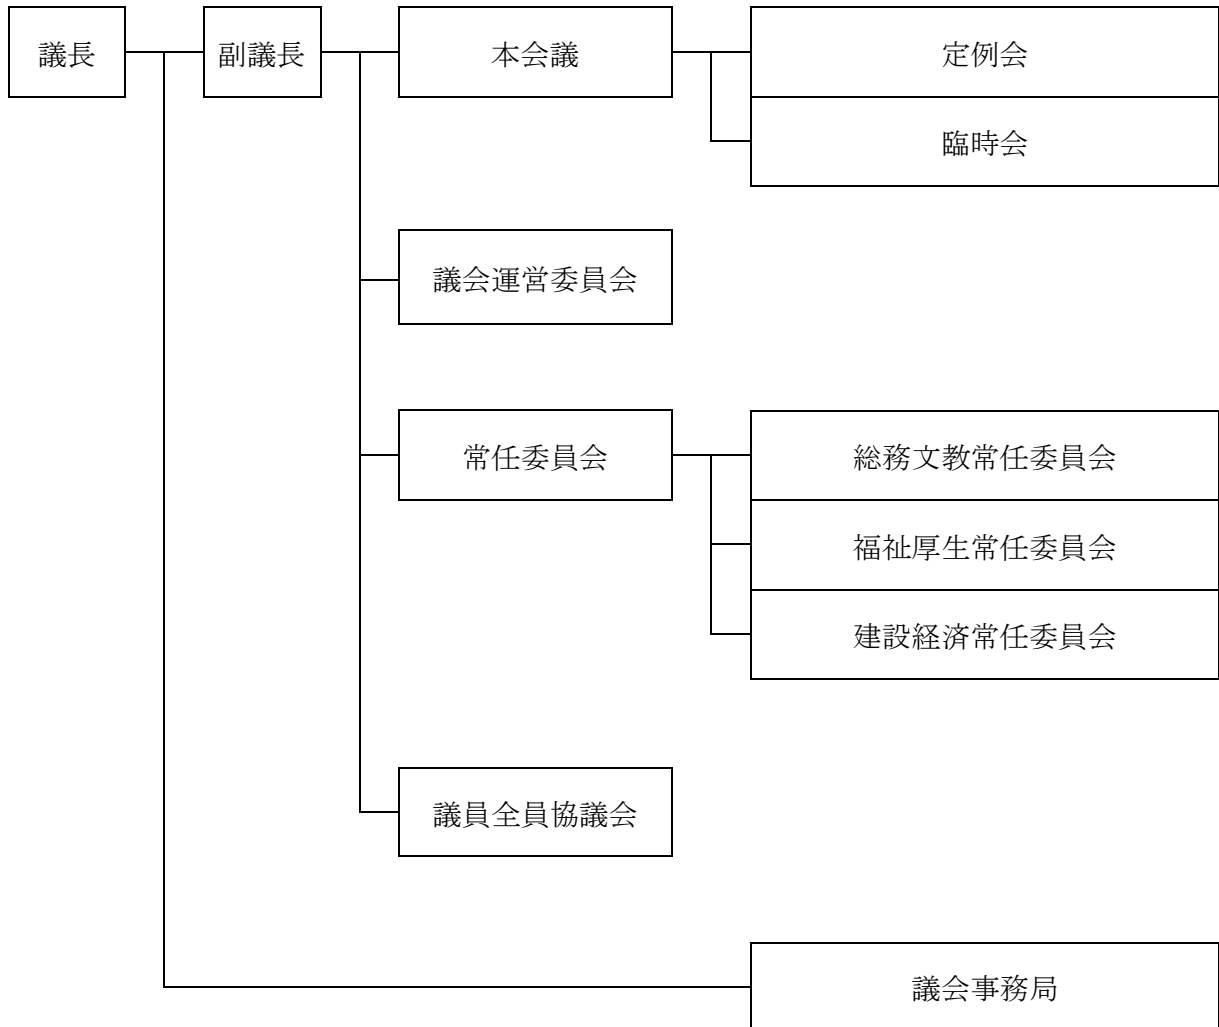 議長
副議長
本会議
定例会
臨時会
議会運営委員会
常任委員会
総務文教常任委員会
福祉厚生常任委員会
建設経済常任委員会
議員全員協議会
議会事務局